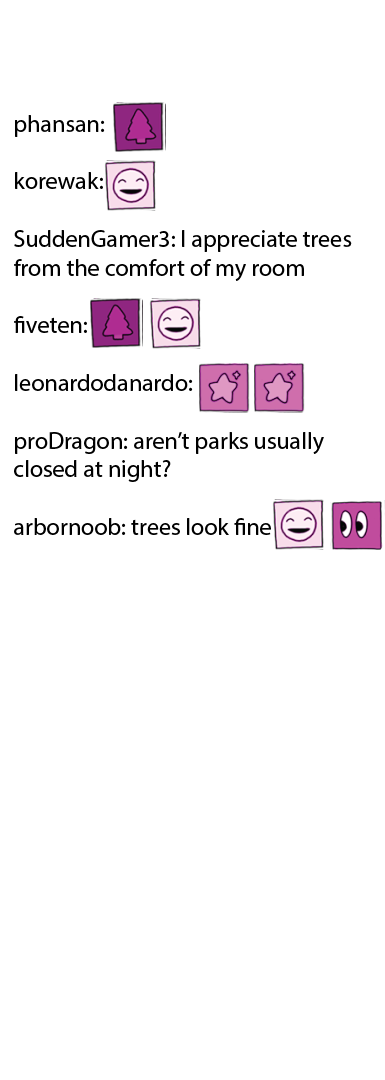 phansan:
korewak:
SuddenGamer3: I appreciate trees
from the comfort of my room
fiveten:
leonardodanardo:
proDragon: aren’t parks usually
closed at night?
arbornoob: trees look fine